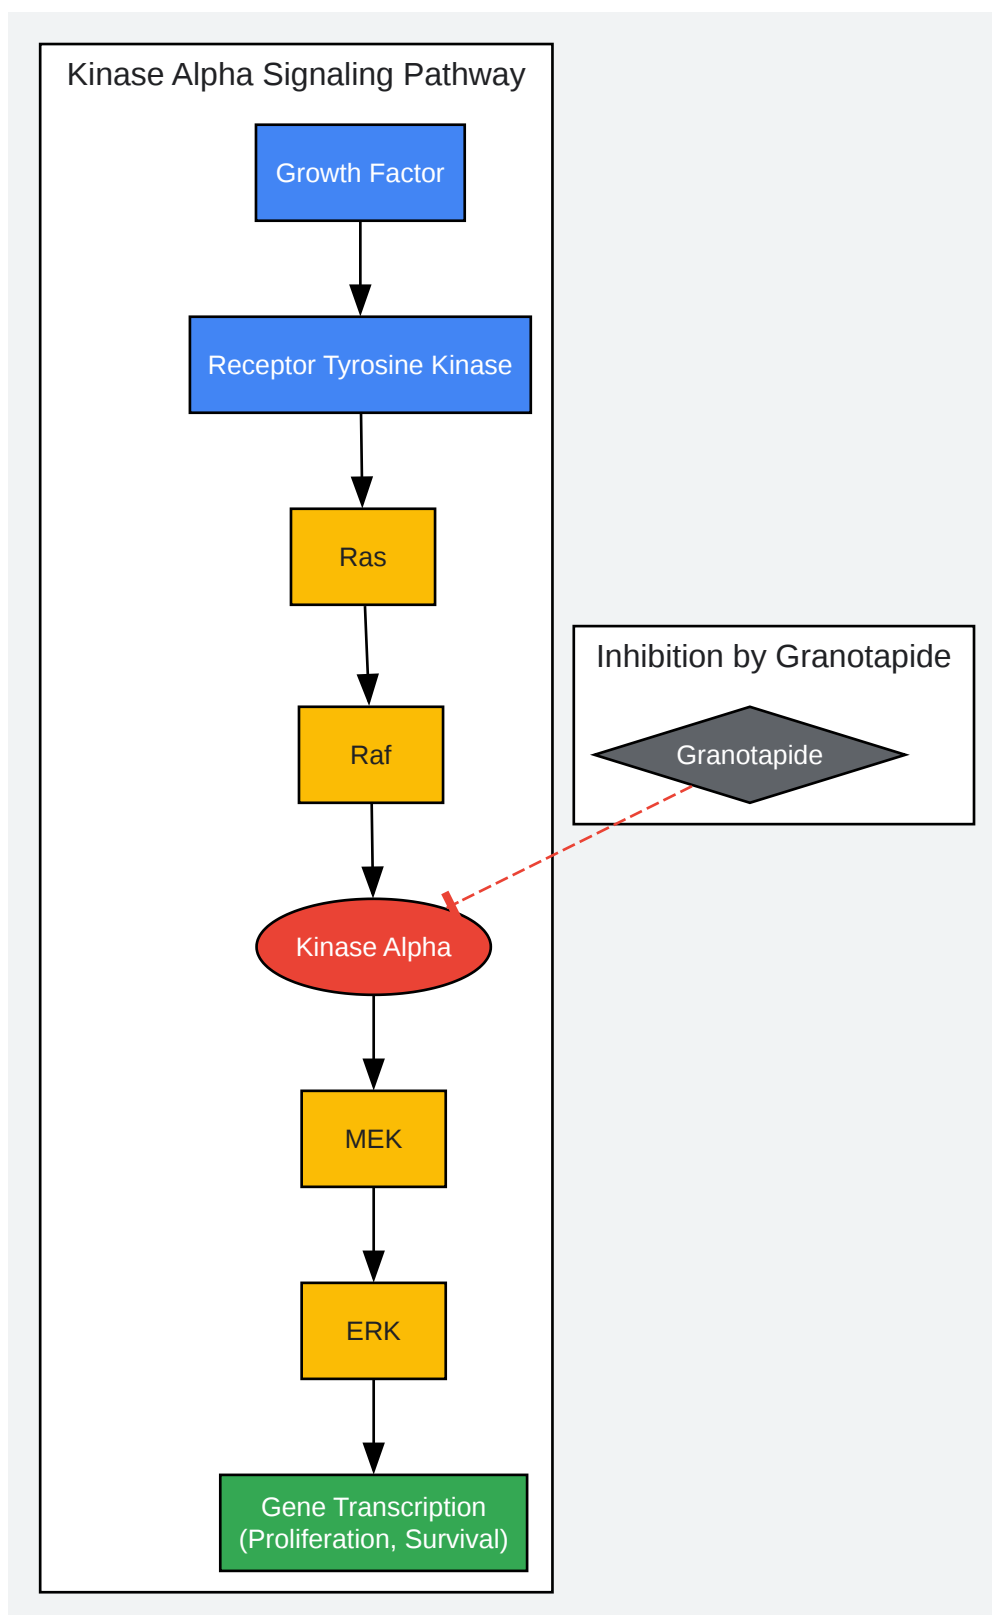 Kinase Alpha Signaling Pathway
Growth Factor
Receptor Tyrosine Kinase
Ras
Raf
Inhibition by Granotapide
Granotapide
Kinase Alpha
MEK
ERK
Gene Transcription
(Proliferation, Survival)